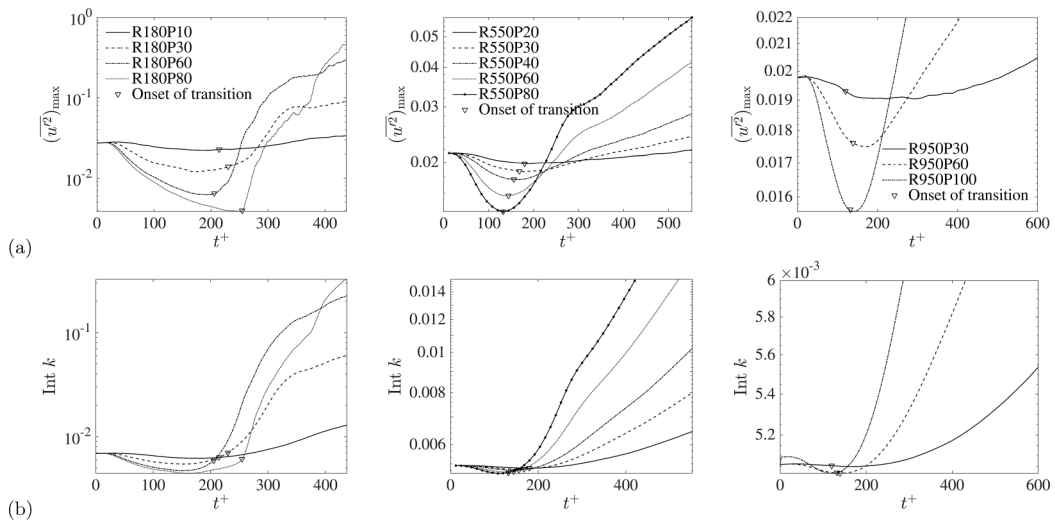 10^0
10^{-1}
10^{-2}
0 100 200 300 400
R180P10
R180P30
R180P60
R180P80
Onset of transition
(\overline{u'^2})_{max}
t^+
(a)
0.05
0.04
0.03
0.02
0 100 200 300 400 500
R550P20
R550P30
R550P40
R550P60
R550P80
Onset of transition
(\overline{u'^2})_{max}
t^+
0.022
0.021
0.02
0.019
0.018
0.017
0.016
0 200 400 600
R950P30
R950P60
R950P100
Onset of transition
(\overline{u'^2})_{max}
t^+
10^{-1}
10^{-2}
0 100 200 300 400
Int k
t^+
(b)
0.014
0.012
0.01
0.008
0.006
0 200 400
Int k
t^+
6 ×10^{-3}
5.8
5.6
5.4
5.2
0 200 400 600
Int k
t^+